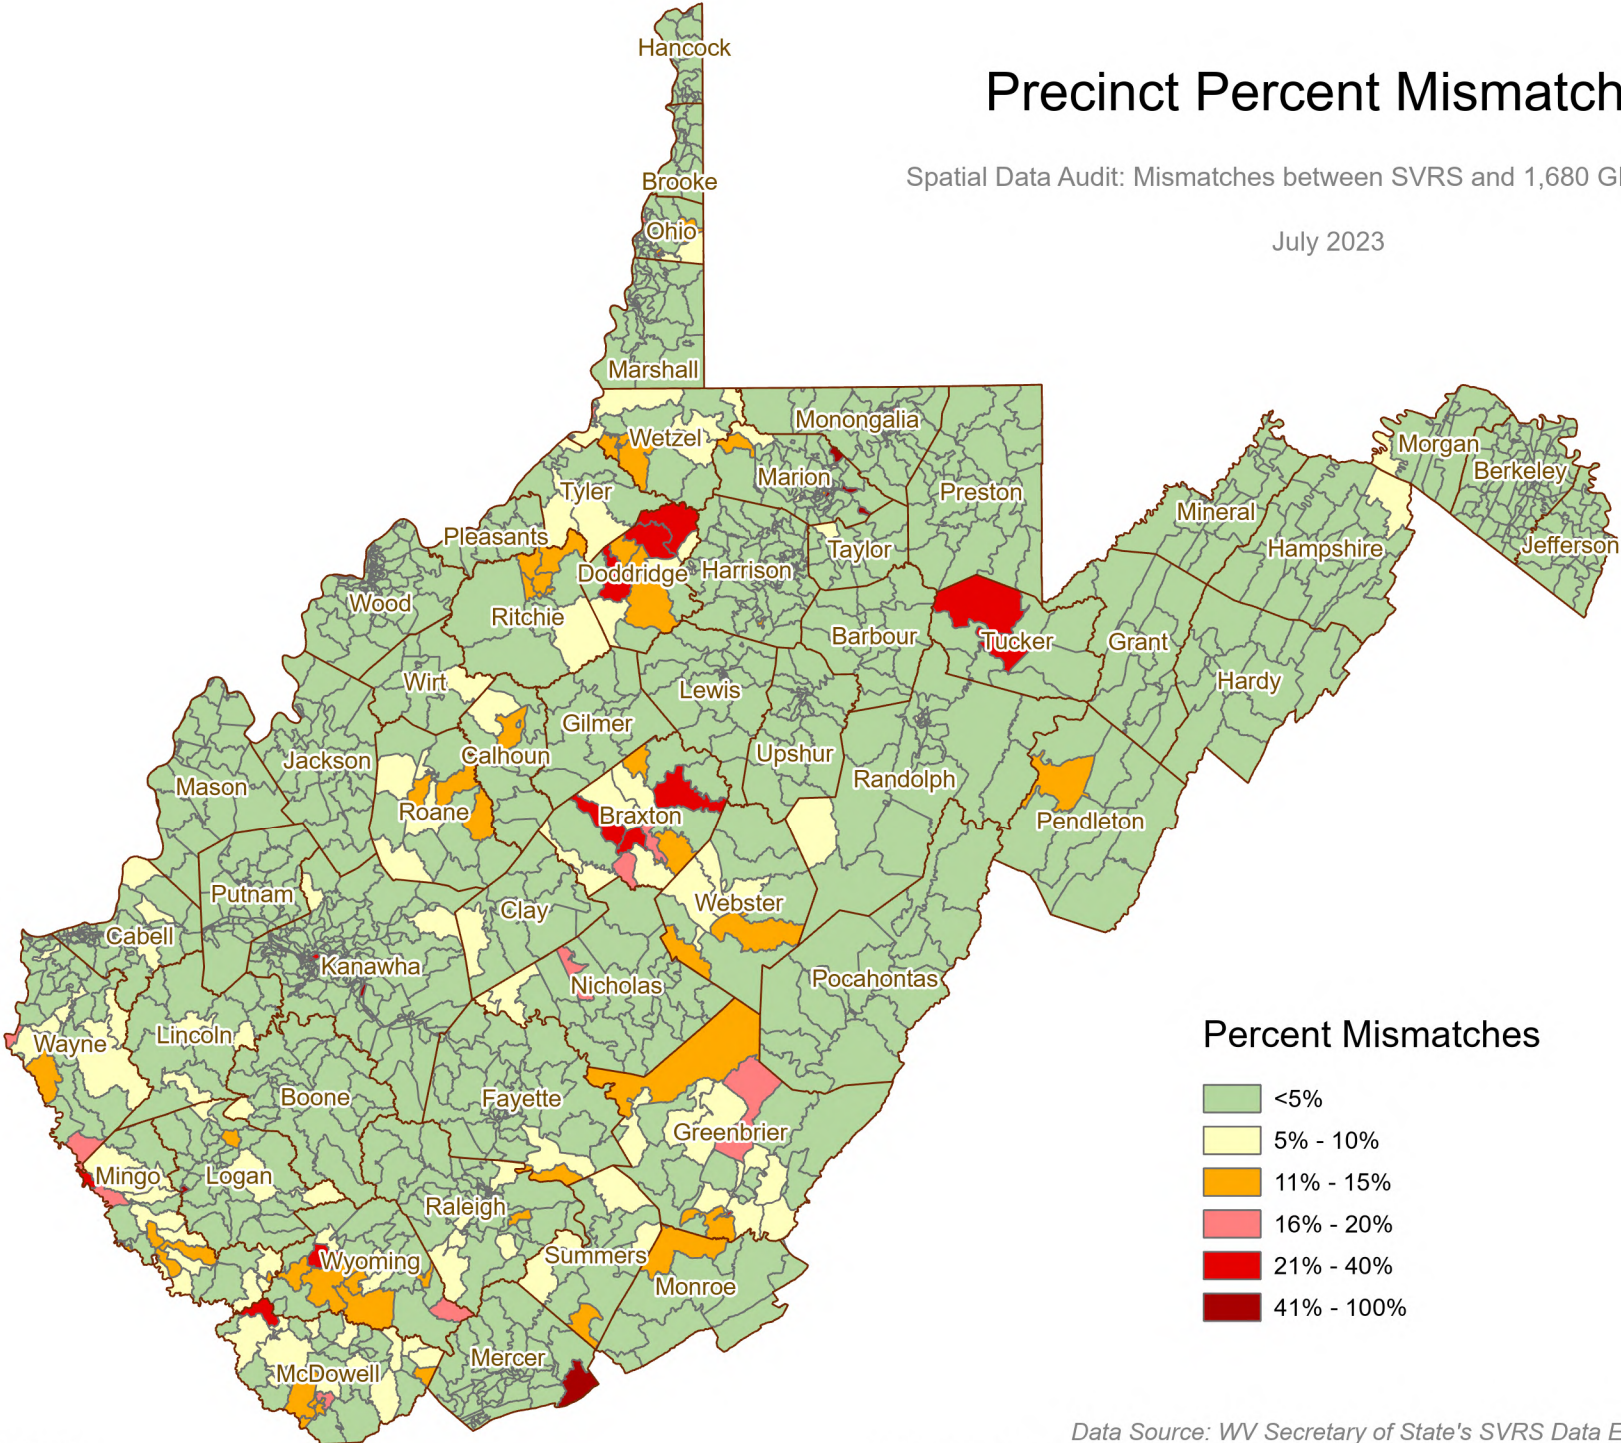 Precinct Percent Mismatch
Spatial Data Audit: Mismatches between SVRS and 1,680
July 2023
Hancock
Brooke
Ohio
Marshall
Wetzel
Monongalia
Marion
Preston
Morgan
Berkeley
Mineral
Hampshire
Jefferson
Tyler
Pleasants
Taylor
Doddridge
Harrison
Wood
Ritchie
Barbour
Tucker
Grant
Hardy
Wirt
Lewis
Gilmer
Calhoun
Upshur
Jackson
Randolph
Mason
Roane
Braxton
Pendleton
Putnam
Clay
Webster
Cabell
Kanawha
Nicholas
Pocahontas
Wayne
Lincoln
Boone
Fayette
Greenbrier
Mingo
Logan
Raleigh
Wyoming
Summers
Monroe
Mercer
McDowell
Percent Mismatches
<5%
5% - 10%
11% - 15%
16% - 20%
21% - 40%
41% - 100%
Data Source: WV Secretary of State's SVRS Data